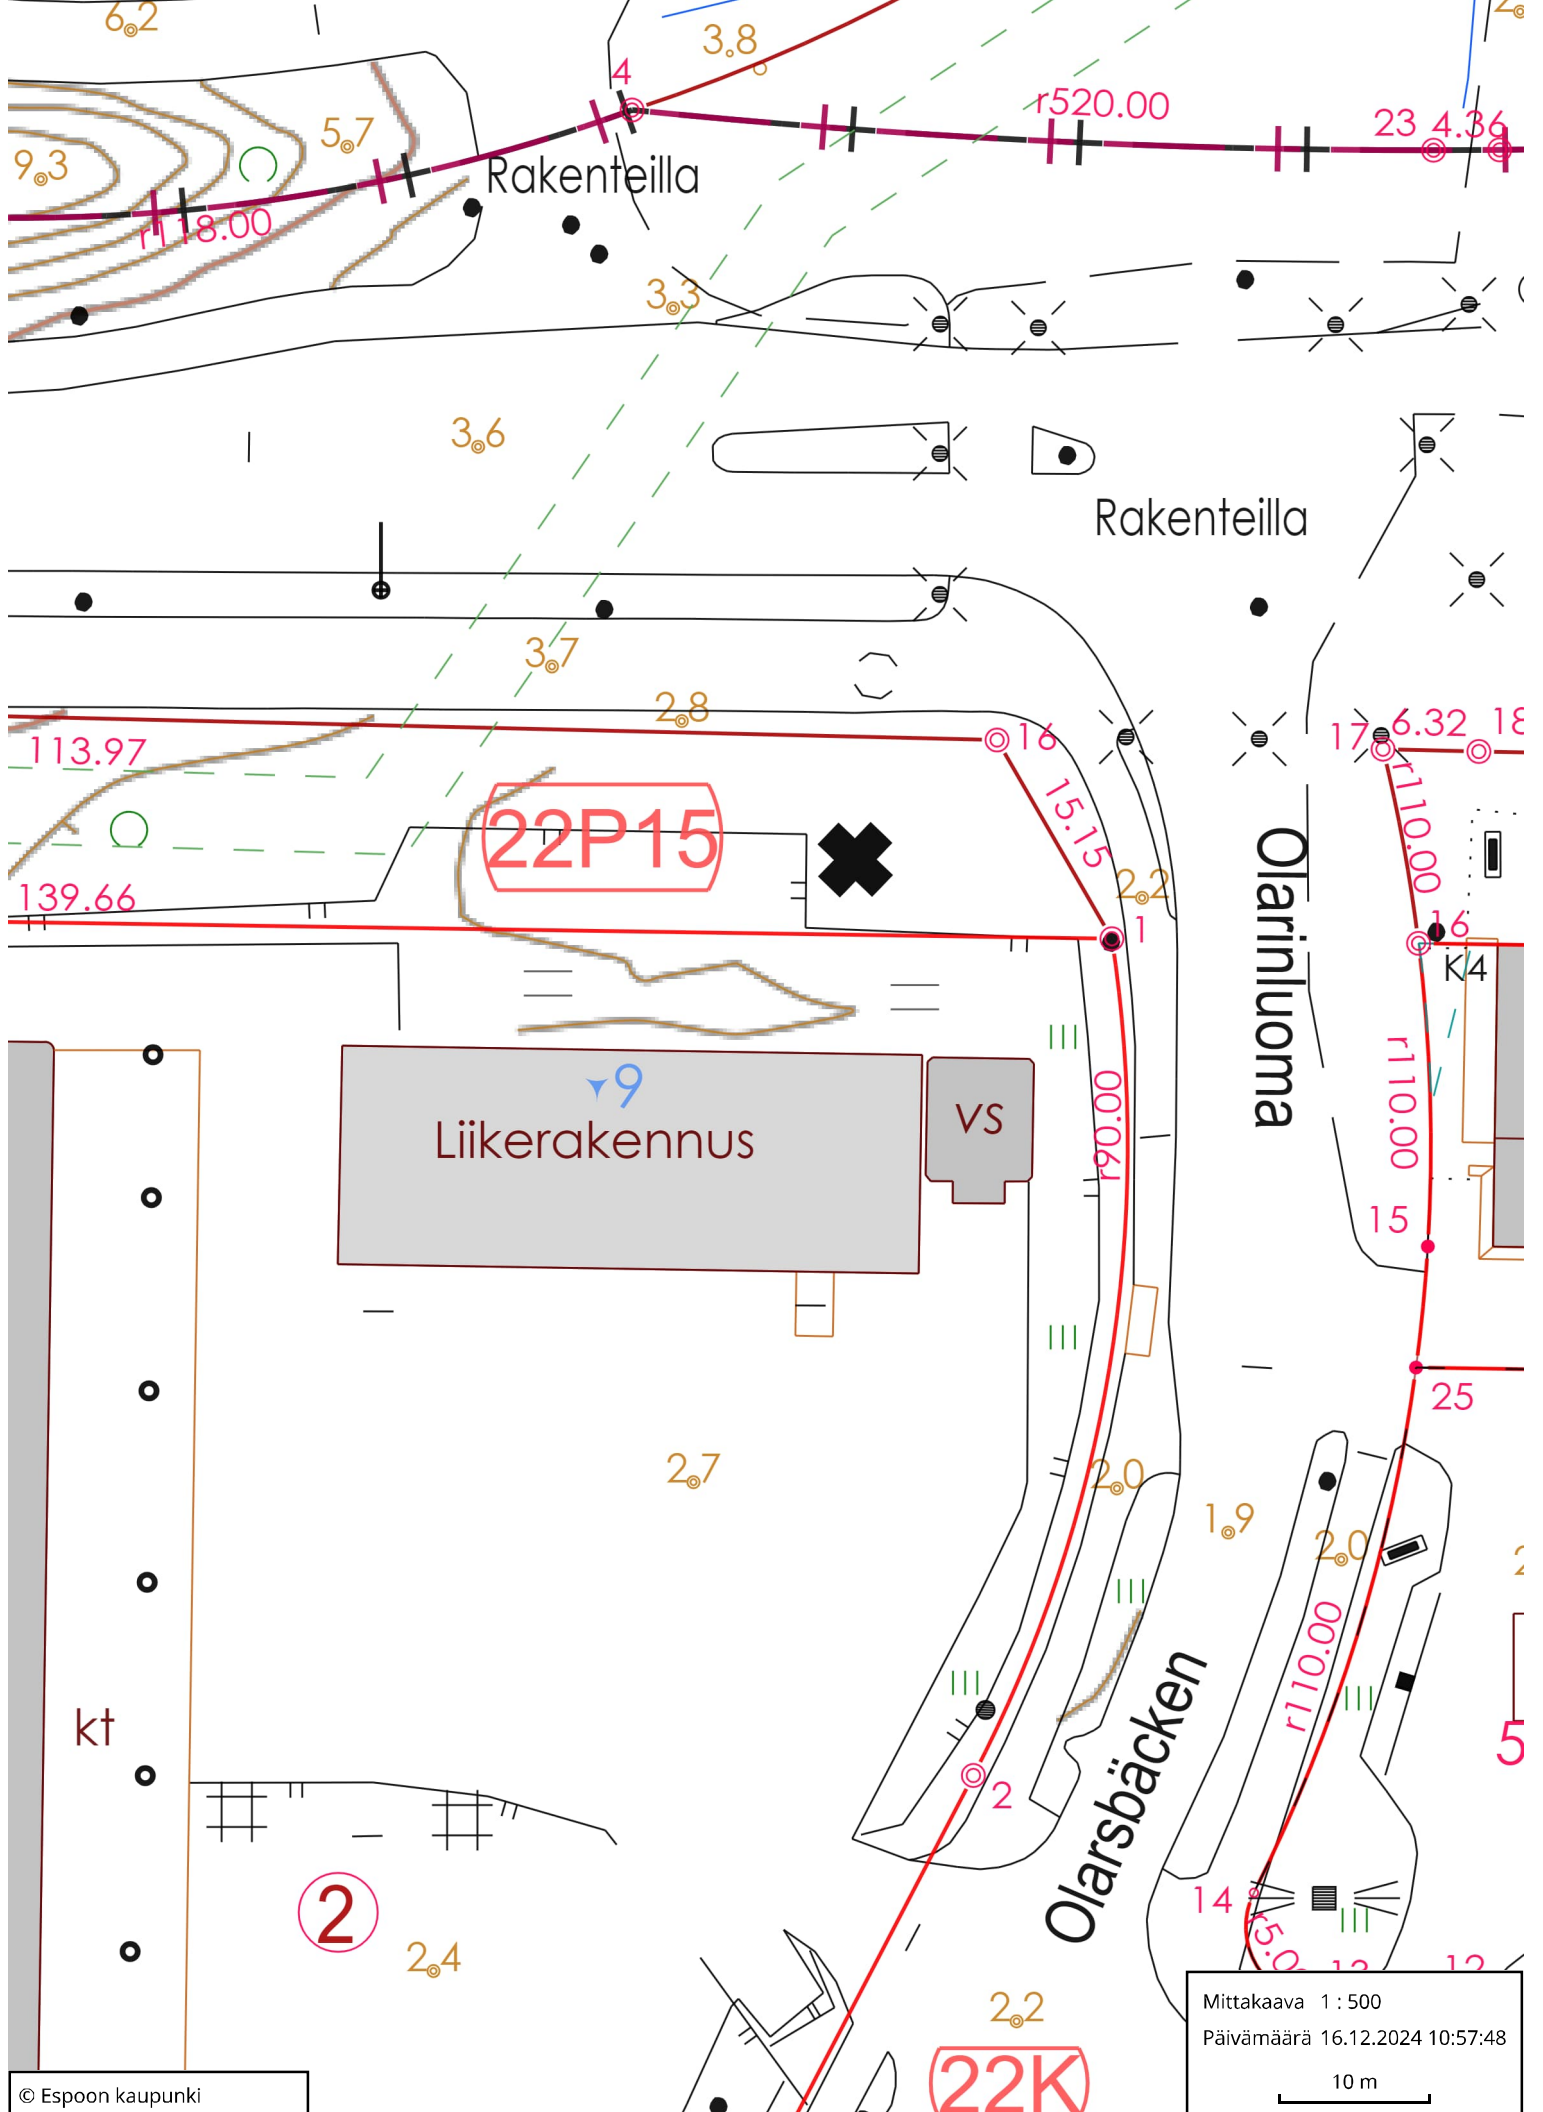 6.2
3.8
4
r520.00
23
4.36
5.7
9.3
Rakenteilla
r118.00
3.3
3.6
Rakenteilla
3.7
2.8
16
17
6.32
18
113.97
15.15
r110.00
22P15
2.2
139.66
1
16
K4
Olarinluoma
9
Liikerakennus
vs
r90.00
r110.00
15
25
2.7
2.0
1.9
2.0
r110.00
kt
5
2
Olarsbäcken
2
14
2.4
2.2
22K
Mittakaava 1 : 500
Päivämäärä 16.12.2024 10:57:48
10 m
© Espoon kaupunki